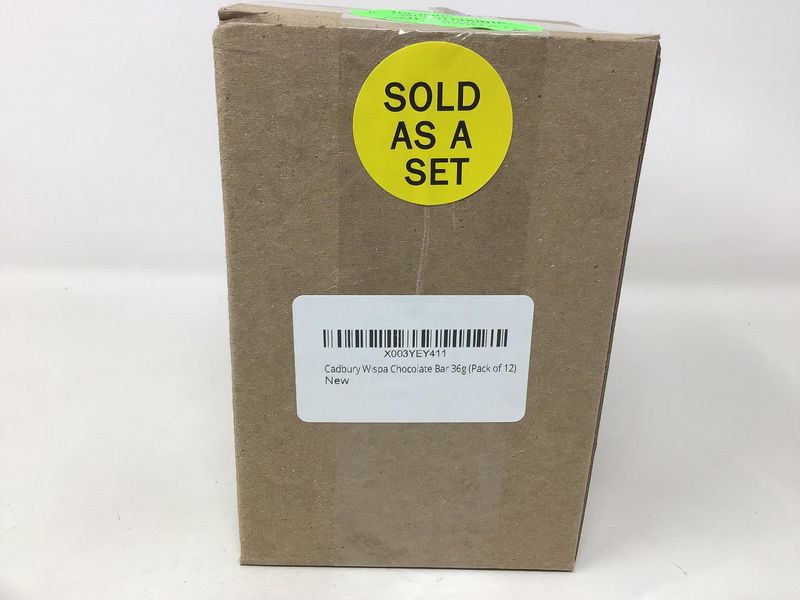 SOLD
AS A
SET
X003YEY411
Cadbury Wispa Chocolate Bar 36g (Pack of 12)
New